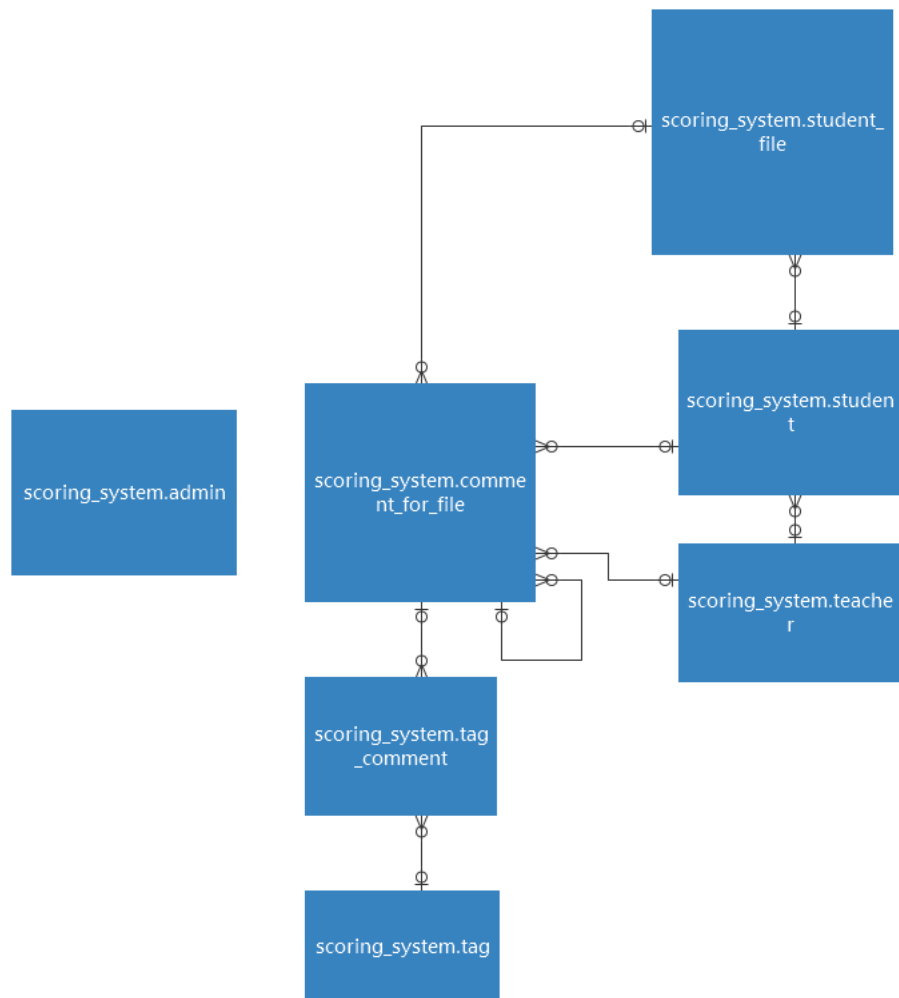 scoring_system.student_
file
scoring_system.studen
t
scoring_system.comme
nt_for_file
scoring_system.admin
scoring_system.teache
r
scoring_system.tag
_comment
scoring_system.tag